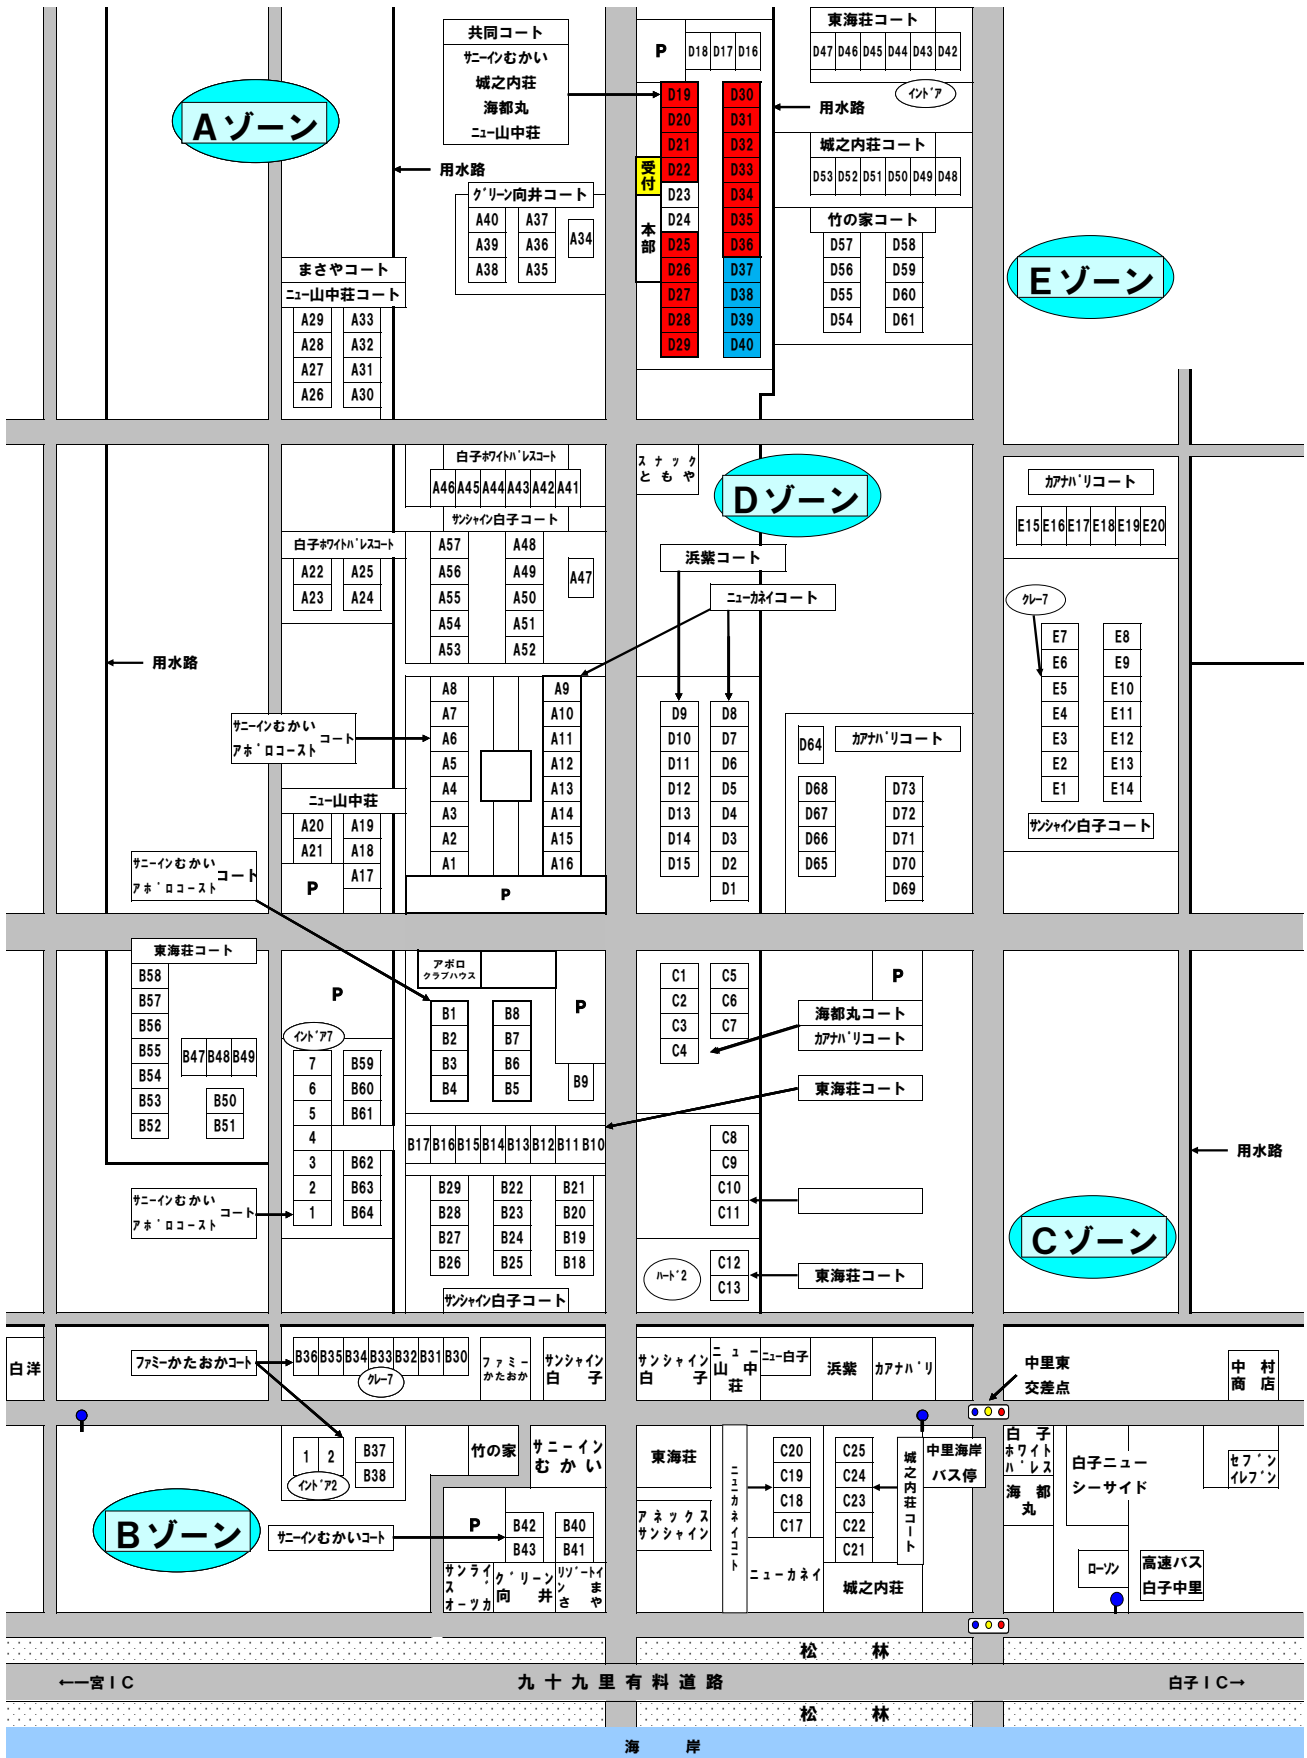 共同コート
サニーインむかい
城之内荘
海都丸
ニュー山中荘
P
D18 D17 D16
東海荘コート
D47 D46 D45 D44 D43 D42
インドア
Aゾーン
用水路
D19 D30
D20 D31
D21 D32
D22 D33
D23 D34
D24 D35
D25 D36
D26 D37
D27 D38
D28 D39
D29 D40
受付
本部
用水路
城之内荘コート
D53 D52 D51 D50 D49 D48
竹の家コート
D57 D58
D56 D59
D55 D60
D54 D61
グリーン向井コート
A40 A37 A34
A39 A36
A38 A35
まさやコート
ニュー山中荘コート
A29 A33
A28 A32
A27 A31
A26 A30
Eゾーン
白子ホワイトパレスコート
A46 A45 A44 A43 A42 A41
サンシャイン白子コート
A57 A48 A47
A56 A49
A55 A50
A54 A51
A53 A52
白子ホワイトパレスコート
A22 A25
A23 A24
スナック
ともや
Dゾーン
カアナパリコート
E15 E16 E17 E18 E19 E20
浜紫コート
ニューカネイコート
クレー7
E7 E8
E6 E9
E5 E10
E4 E11
E3 E12
E2 E13
E1 E14
サンシャイン白子コート
用水路
サニーインむかい
アポロコースト
コート
A8 A9
A7 A10
A6 A11
A5 A12
A4 A13
A3 A14
A2 A15
A1 A16
P
D9 D8
D10 D7
D11 D6
D12 D5
D13 D4
D14 D3
D15 D2
D1
D64
カアナパリコート
D68 D73
D67 D72
D66 D71
D65 D70
D69
ニュー山中荘
A20 A19
A21 A18
P A17
サニーインむかい
アポロコースト
コート
東海荘コート
B58
B57
B56
B55
B54
B53
B52
B47 B48 B49
B50
B51
P
インドア7
7 B59
6 B60
5 B61
4
3 B62
2 B63
1 B64
アポロ
クラブハウス
P
B1 B8
B2 B7
B3 B6
B4 B5
B9
B17 B16 B15 B14 B13 B12 B11 B10
B29 B22 B21
B28 B23 B20
B27 B24 B19
B26 B25 B18
サンシャイン白子コート
サニーインむかい
アポロコースト
コート
C1 C5
C2 C6
C3 C7
C4
P
海都丸コート
カアナパリコート
東海荘コート
C8
C9
C10
C11
C12
C13
ハード2
東海荘コート
用水路
Cゾーン
白洋
ファミーかたおかコート
B36 B35 B34 B33 B32 B31 B30
クレー7
ファミー
かたおか
サンシャイン
白子
サンシャイン
白子
ニュー
山中
荘
ニュー白子
浜紫
カアナパリ
中里東
交差点
中村
商店
1 2
インドア2
B37
B38
竹の家
サニーイン
むかい
東海荘
アネックス
サンシャイン
ニュカネイコート
C20
C19
C18
C17
C25
C24
C23
C22
C21
城之内荘コート
中里海岸
バス停
白子
ホワイト
パレス
海都
丸
白子ニュー
シーサイド
セブン
イレブン
Bゾーン
サニーインむかいコート
P
B42 B40
B43 B41
サンライ
ズ
オーツカ
グリーン
向井
リゾートイ
ンま
さや
ニューカネイ
城之内荘
ローソン
高速バス
白子中里
松林
←一宮IC
九十九里有料道路
白子IC→
松林
海岸